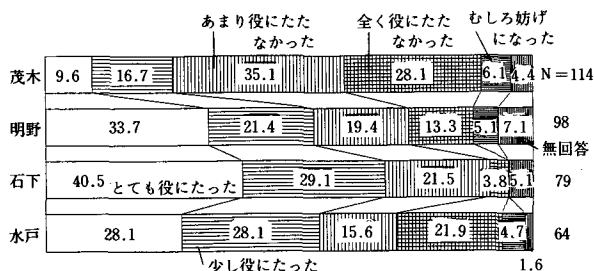 あまり役にたた
なかった
全く役にたた
なかった
むしろ妨げ
になった
茂木 9.6 16.7 35.1 28.1 6.1 4.4 N=114
明野 33.7 21.4 19.4 13.3 5.1 7.1 98
無回答
石下 40.5 とても役にたった 29.1 21.5 3.8 5.1 79
水戸 28.1 28.1 15.6 21.9 4.7 64
少し役にたった
1.6